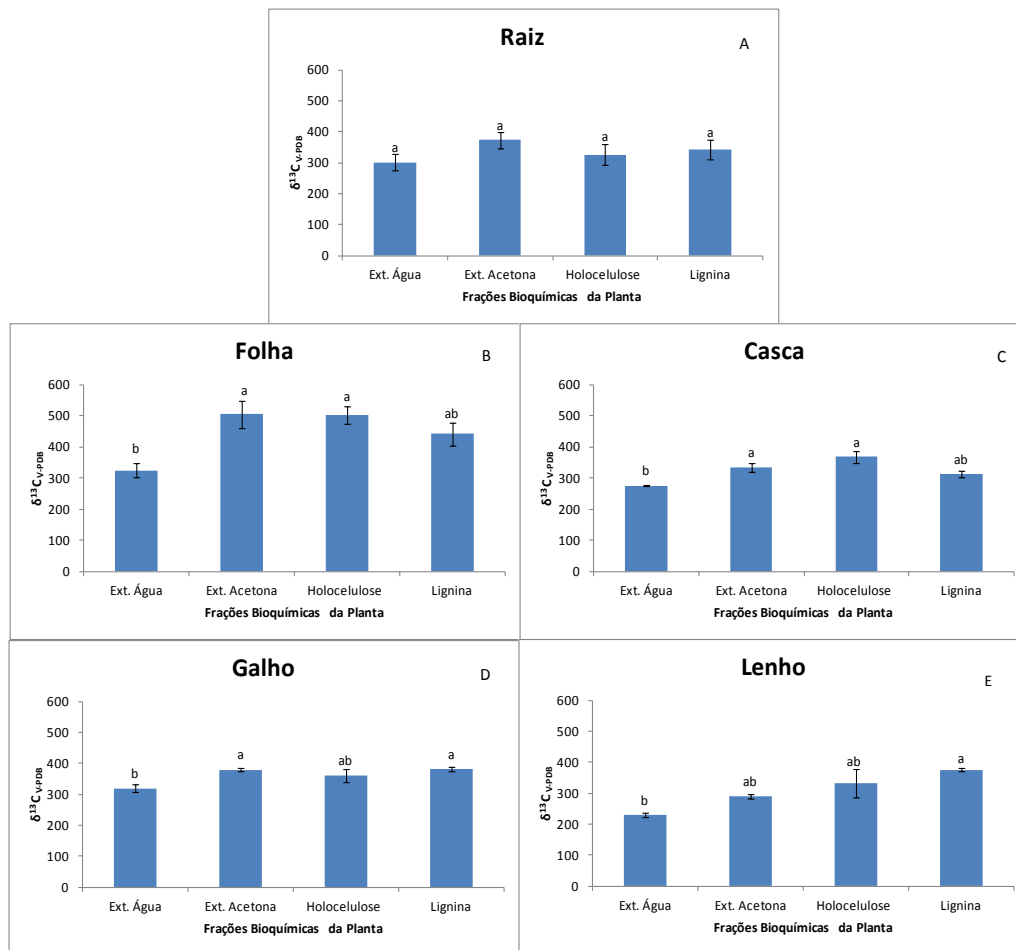 Raiz
A
600
500
400
300
200
100
0
δ¹³C V-PDB
a
a
a
a
Ext. Água Ext. Acetona Holocelulose Lignina
Frações Bioquímicas da Planta
Folha
B
600
500
400
300
200
100
0
δ¹³C V-PDB
b
a
a
ab
Ext. Água Ext. Acetona Holocelulose Lignina
Frações Bioquímicas da Planta
Casca
C
600
500
400
300
200
100
0
δ¹³C V-PDB
b
a
a
ab
Ext. Água Ext. Acetona Holocelulose Lignina
Frações Bioquímicas da Planta
Galho
D
600
500
400
300
200
100
0
δ¹³C V-PDB
b
a
ab
a
Ext. Água Ext. Acetona Holocelulose Lignina
Frações Bioquímicas da Planta
Lenho
E
600
500
400
300
200
100
0
δ¹³C V-PDB
b
ab
ab
a
Ext. Água Ext. Acetona Holocelulose Lignina
Frações Bioquímicas da Planta